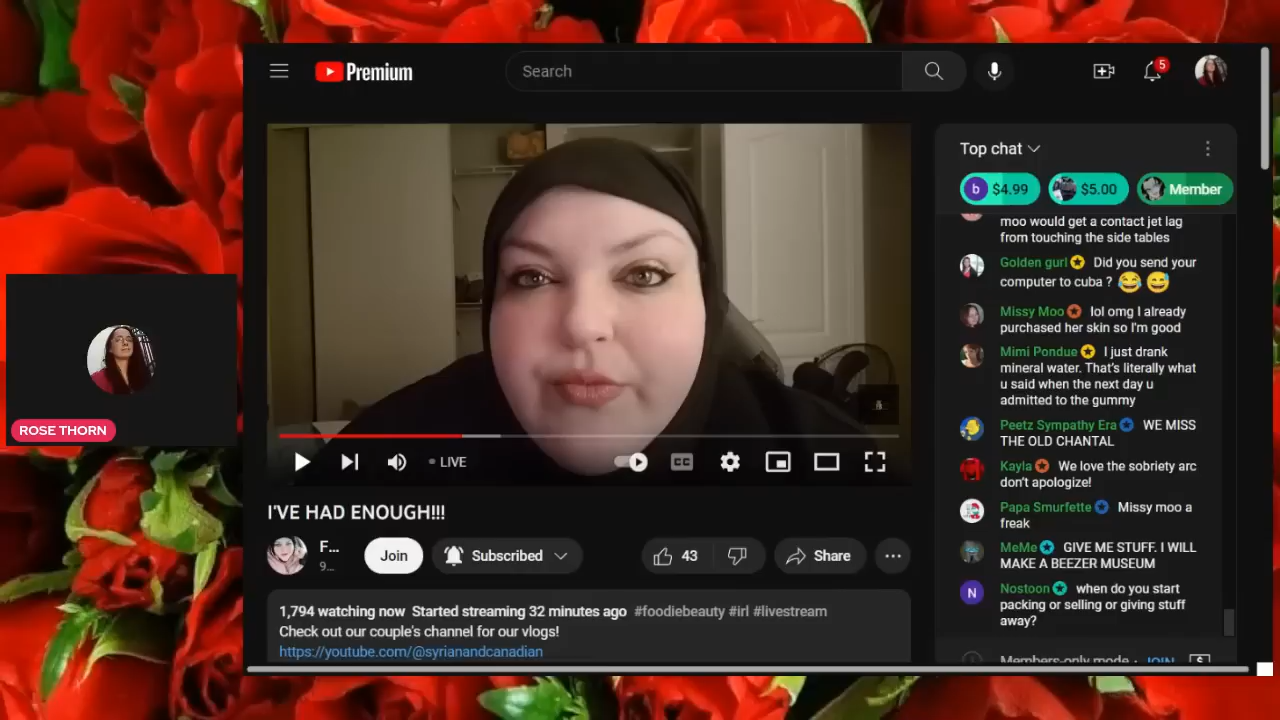 Premium
Search
5
Top chat
b $4.99
$5.00
Member
moo would get a contact jet lag
from touching the side tables
Golden gurl Did you send your
computer to cuba ?
Missy Moo lol omg I already
purchased her skin so I'm good
Mimi Pondue I just drank
mineral water. That's literally what
u said when the next day u
admitted to the gummy
Peetz Sympathy Era WE MISS
THE OLD CHANTAL
Kayla We love the sobriety arc
don't apologize!
Papa Smurfette Missy moo a
freak
MeMe GIVE ME STUFF. I WILL
MAKE A BEEZER MUSEUM
N Nostoon when do you start
packing or selling or giving stuff
away?
Members-only mode · JOIN
ROSE THORN
LIVE
CC
I'VE HAD ENOUGH!!!
F...
9...
Join
Subscribed
43
Share
1,794 watching now Started streaming 32 minutes ago #foodiebeauty #irl #livestream
Check out our couple's channel for our vlogs!
https://youtube.com/@syrianandcanadian